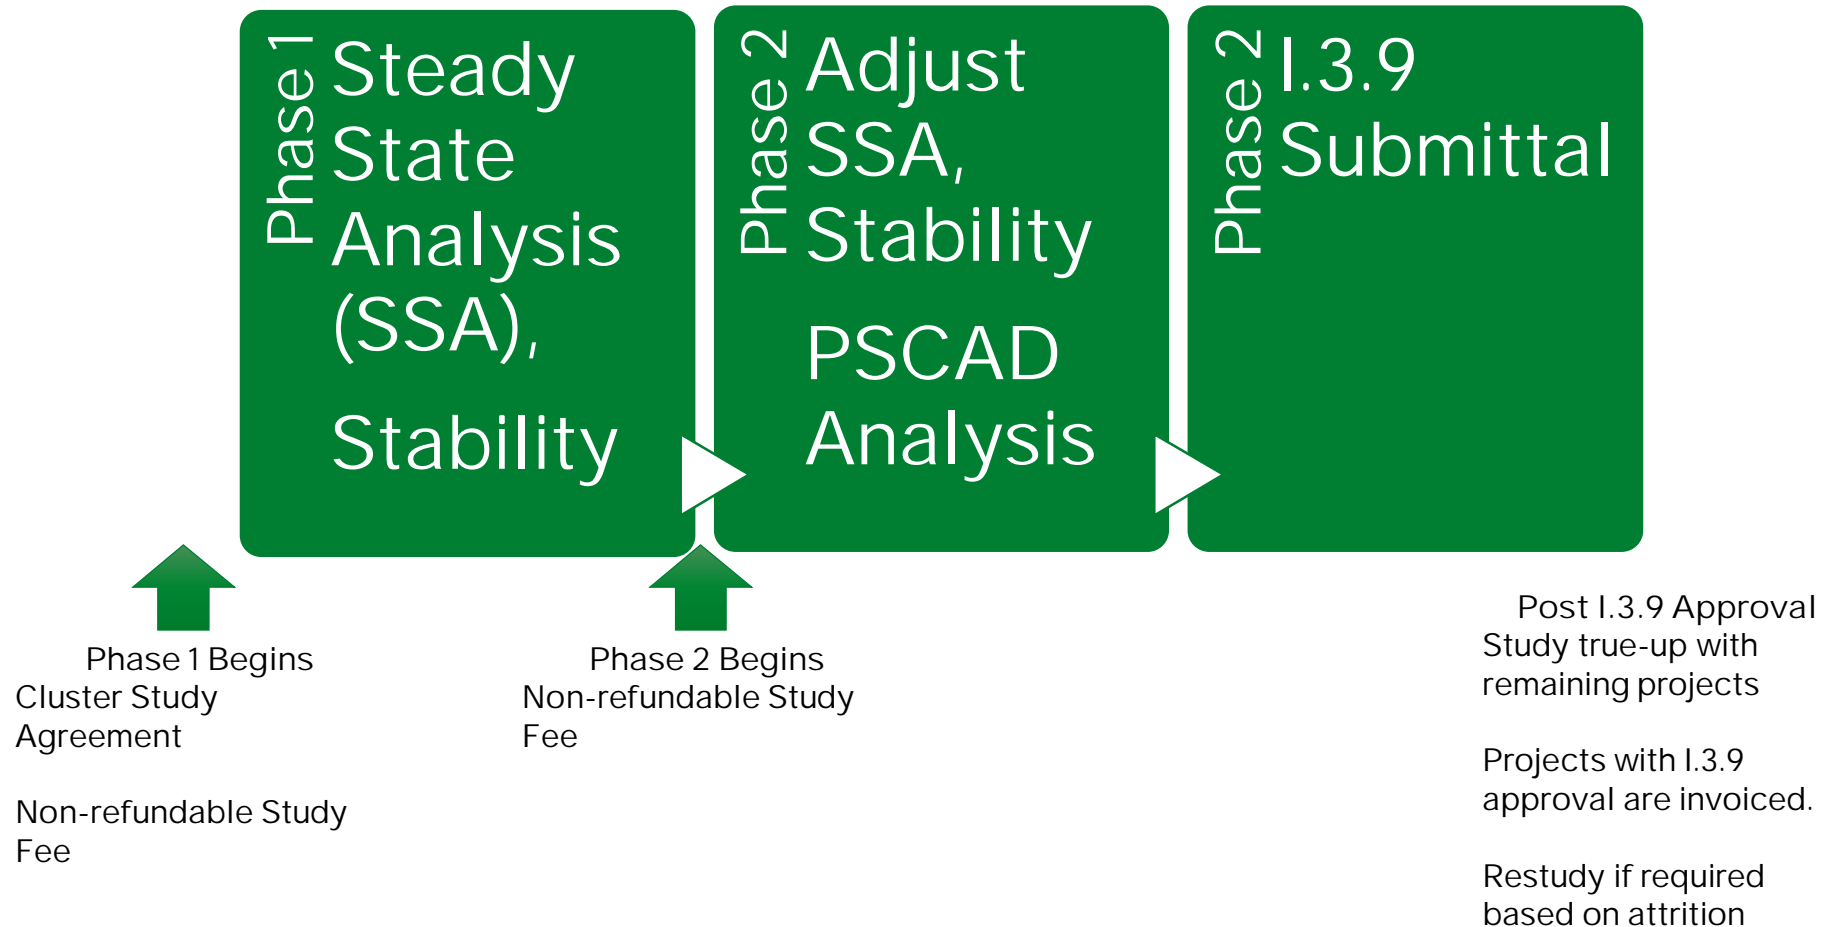 Phase 1
Steady
State
Analysis
(SSA),
Stability
Phase 2
Adjust
SSA,
Stability
PSCAD
Analysis
Phase 2
I.3.9
Submittal
Phase 1 Begins
Cluster Study
Agreement
Non-refundable Study
Fee
Phase 2 Begins
Non-refundable Study
Fee
Post I.3.9 Approval
Study true-up with
remaining projects
Projects with I.3.9
approval are invoiced.
Restudy if required
based on attrition